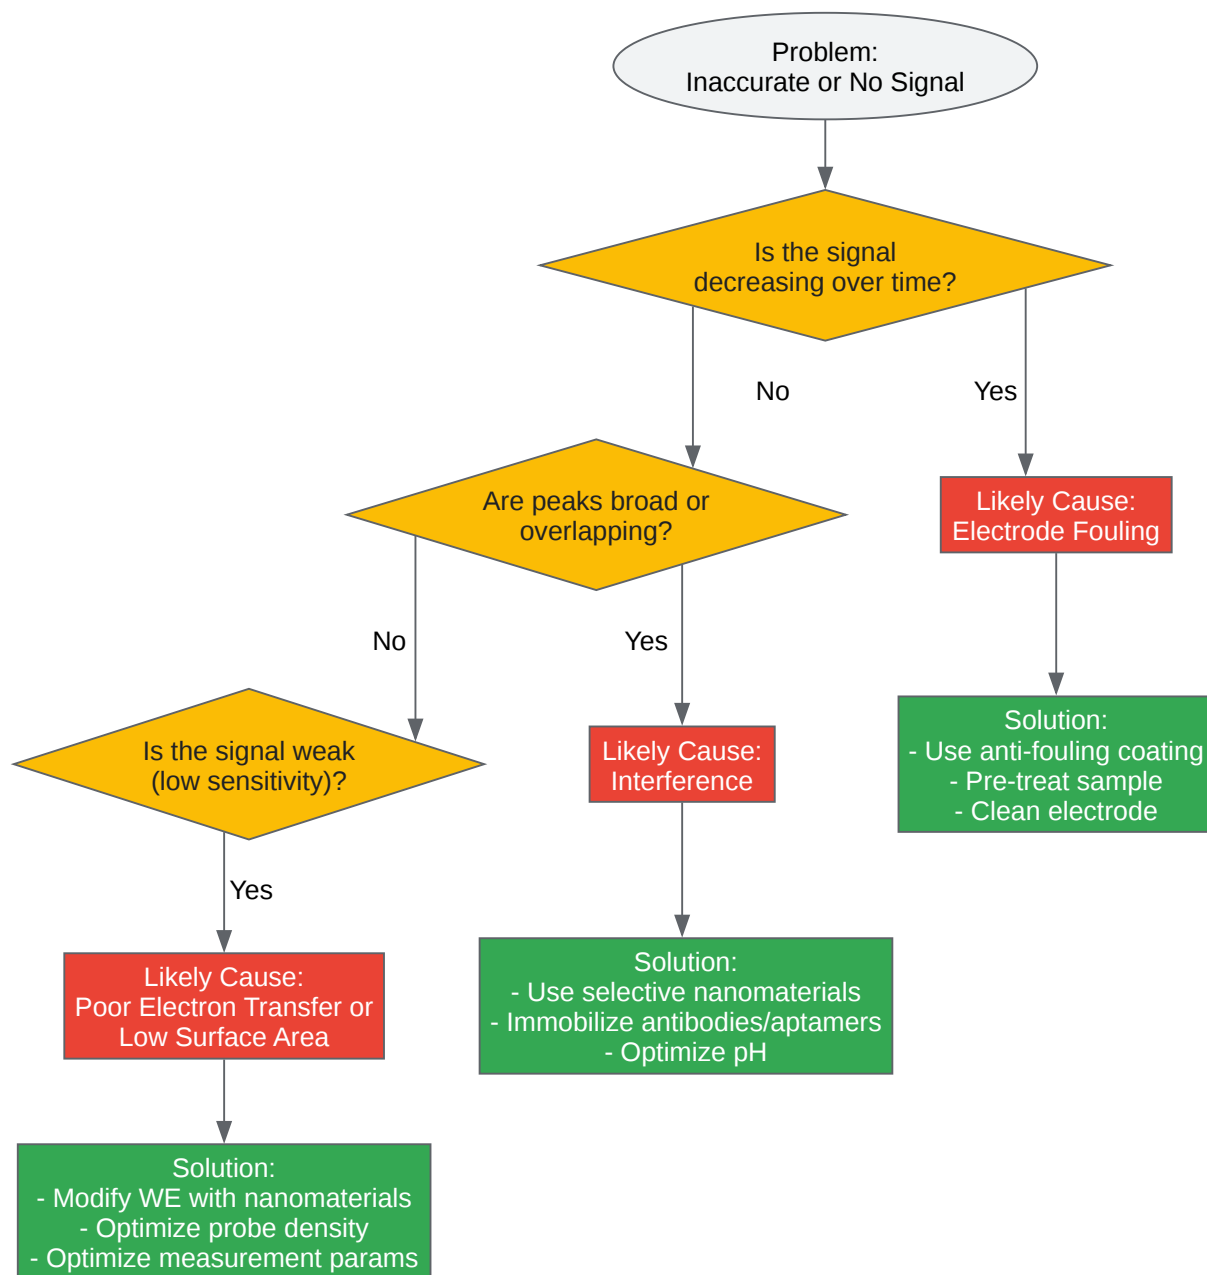 Problem:
Inaccurate or No Signal
Is the signal
decreasing over time?
No
Yes
Are peaks broad or
overlapping?
Likely Cause:
Electrode Fouling
No
Yes
Solution:
- Use anti-fouling coating
- Pre-treat sample
- Clean electrode
Is the signal weak
(low sensitivity)?
Likely Cause:
Interference
Yes
Solution:
- Use selective nanomaterials
- Immobilize antibodies/aptamers
- Optimize pH
Likely Cause:
Poor Electron Transfer or
Low Surface Area
Solution:
- Modify WE with nanomaterials
- Optimize probe density
- Optimize measurement params